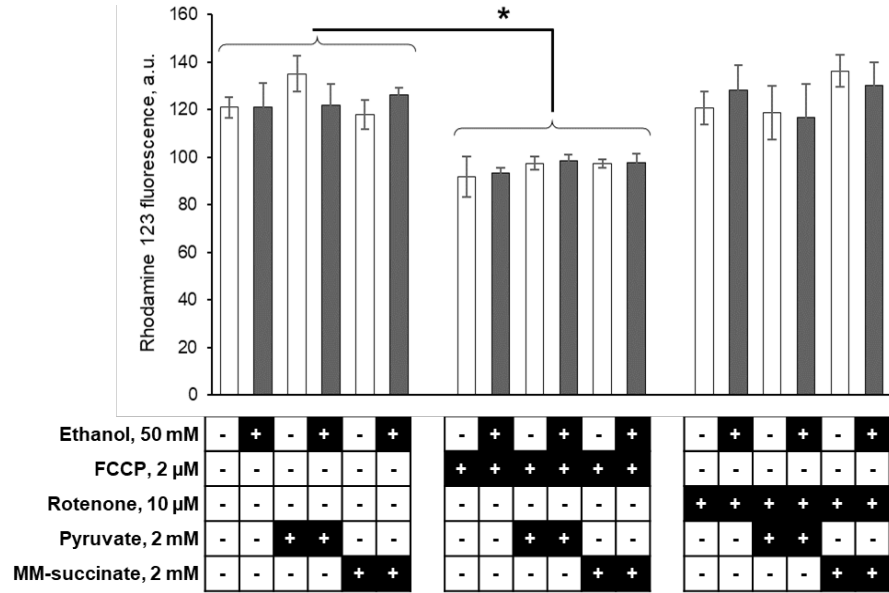 *
160
140
120
100
80
60
40
20
0
Rhodamine 123 fluorescence, a.u.
Ethanol, 50 mM - + - + - + - + - + - + - + - + - +
FCCP, 2 µM - - - - - - + + + + + + - - - - - -
Rotenone, 10 µM - - - - - - - - - - - - + + + + + +
Pyruvate, 2 mM - - + + - - - - + + - - - - + + - -
MM-succinate, 2 mM - - - - + + - - - - + + - - - - + +